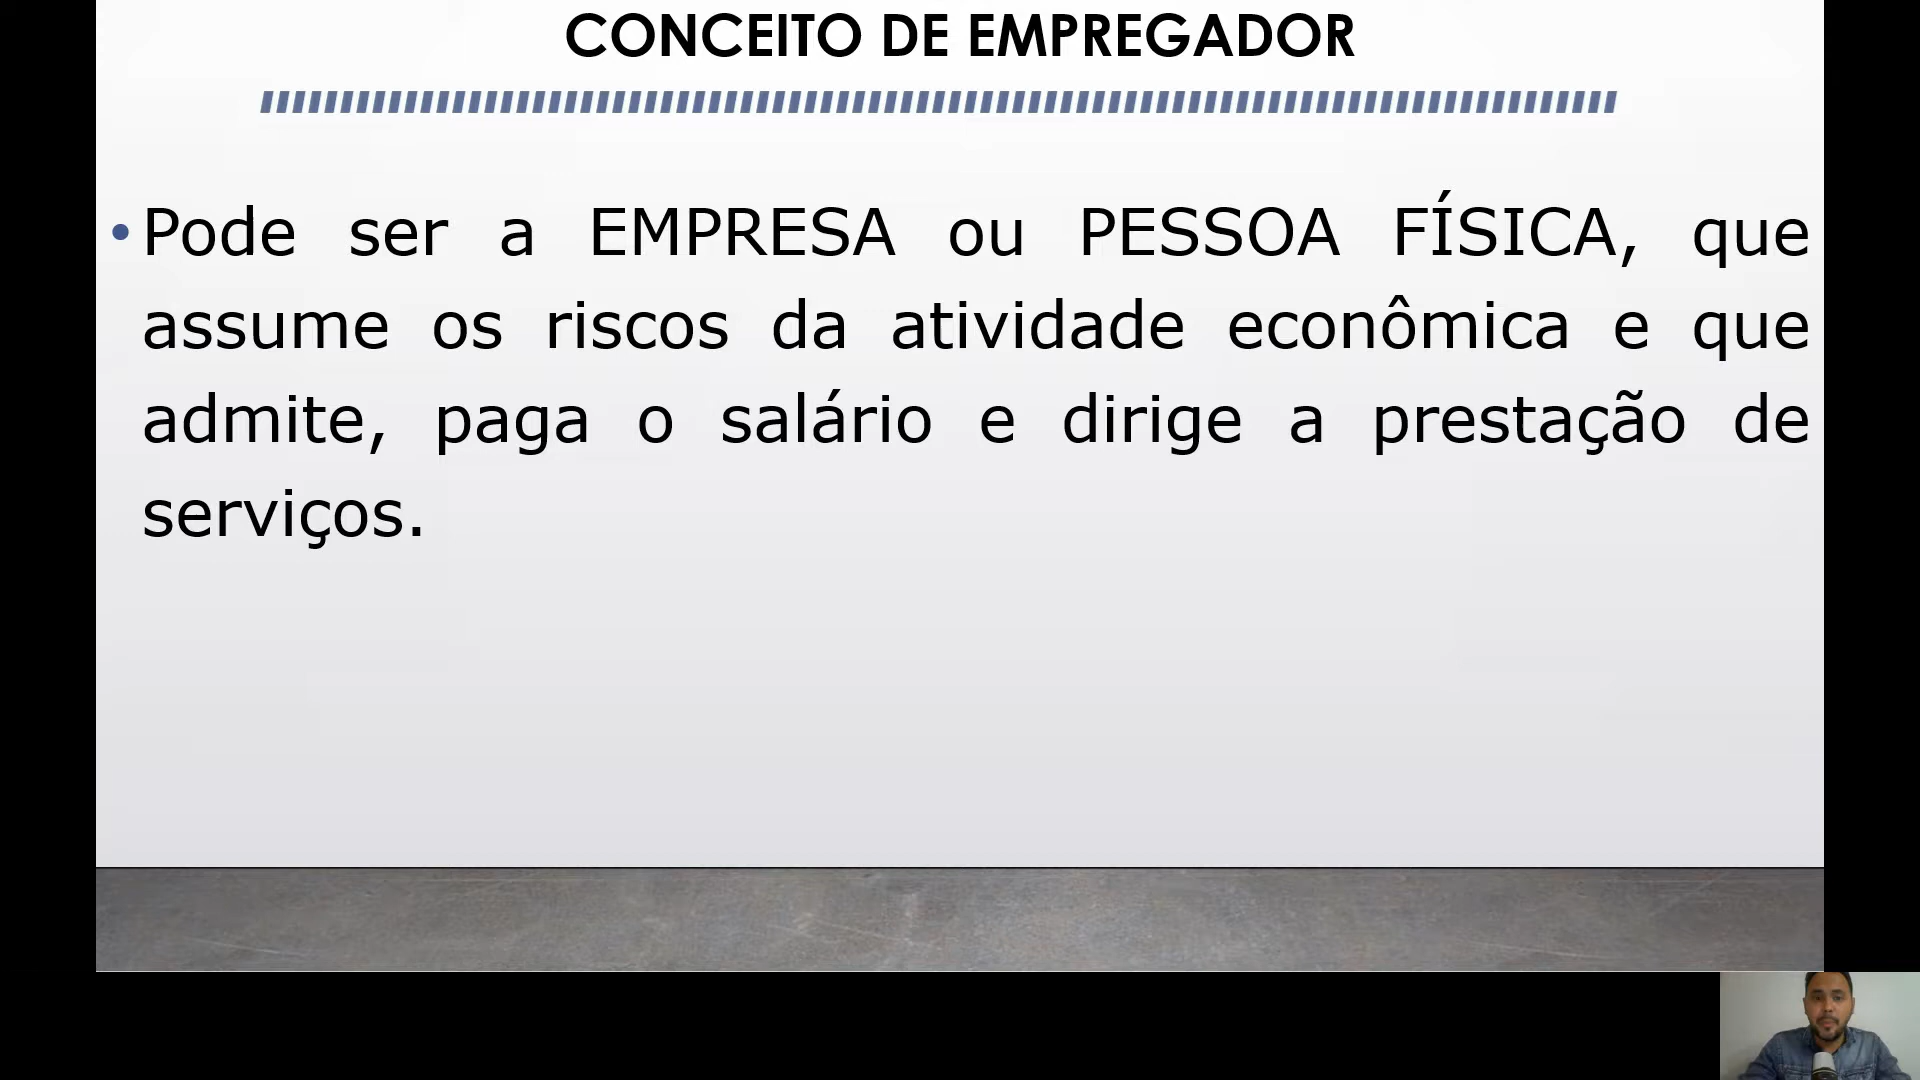 CONCEITO DE EMPREGADOR
• Pode ser a EMPRESA ou PESSOA FÍSICA, que
assume os riscos da atividade econômica e que
admite, paga o salário e dirige a prestação de
serviços.